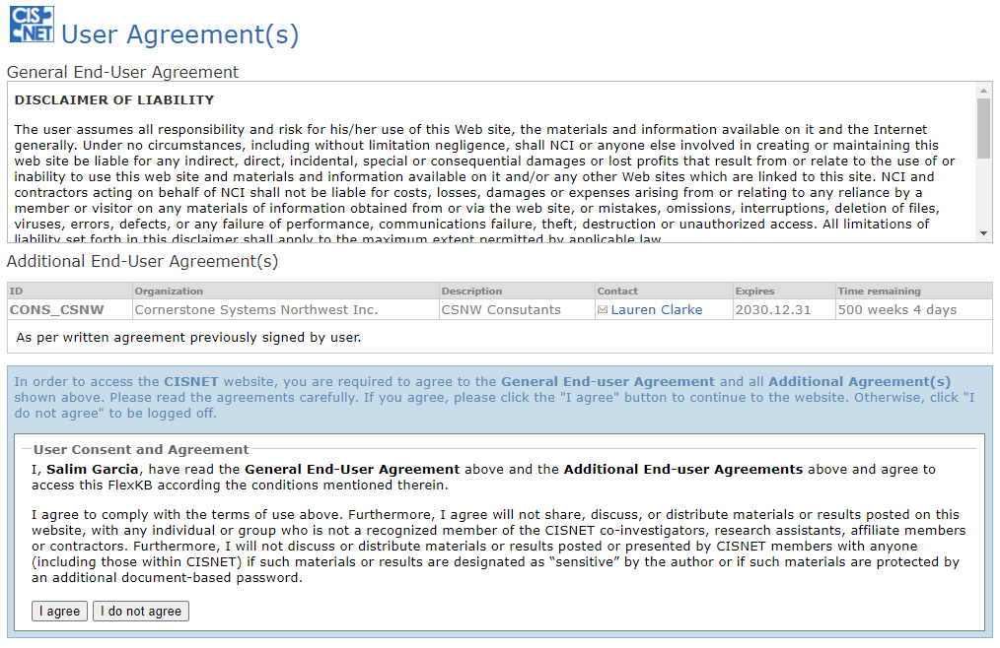 CIS
NET
User Agreement(s)
General End-User Agreement
DISCLAIMER OF LIABILITY
The user assumes all responsibility and risk for his/her use of this Web site, the materials and information available on it and the Internet
generally. Under no circumstances, including without limitation negligence, shall NCI or anyone else involved in creating or maintaining this
web site be liable for any indirect, direct, incidental, special or consequential damages or lost profits that result from or relate to the use of or
inability to use this web site and materials and information available on it and/or any other Web sites which are linked to this site. NCI and
contractors acting on behalf of NCI shall not be liable for costs, losses, damages or expenses arising from or relating to any reliance by a
member or visitor on any materials of information obtained from or via the web site, or mistakes, omissions, interruptions, deletion of files,
viruses, errors, defects, or any failure of performance, communications failure, theft, destruction or unauthorized access. All limitations of
liability set forth in this disclaimer shall apply to the maximum extent permitted by applicable law.
Additional End-User Agreement(s)
ID Organization Description Contact Expires Time remaining
CONS_CSNW Cornerstone Systems Northwest Inc. CSNW Consutants Lauren Clarke 2030.12.31 500 weeks 4 days
As per written agreement previously signed by user.
In order to access the CISNET website, you are required to agree to the General End-user Agreement and all Additional Agreement(s)
shown above. Please read the agreements carefully. If you agree, please click the "I agree" button to continue to the website. Otherwise, click "I
do not agree" to be logged off.
User Consent and Agreement
I, Salim Garcia, have read the General End-User Agreement above and the Additional End-user Agreements above and agree to
access this FlexKB according the conditions mentioned therein.
I agree to comply with the terms of use above. Furthermore, I agree will not share, discuss, or distribute materials or results posted on this
website, with any individual or group who is not a recognized member of the CISNET co-investigators, research assistants, affiliate members
or contractors. Furthermore, I will not discuss or distribute materials or results posted or presented by CISNET members with anyone
(including those within CISNET) if such materials or results are designated as “sensitive” by the author or if such materials are protected by
an additional document-based password.
I agree I do not agree